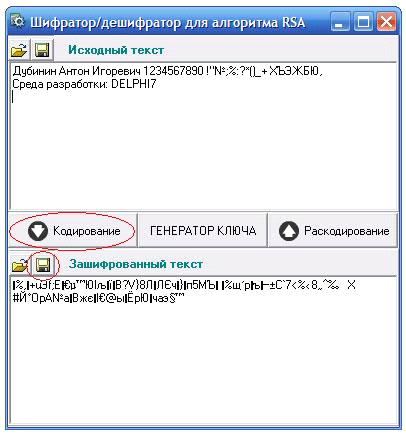 Шифратор/дешифратор для алгоритма RSA
Исходный текст
Дубинин Антон Игоревич 1234567890 !"№;%:?*()_+ ХЪЭЖБЮ,
Среда разработки: DELPHI7
Кодирование
ГЕНЕРАТОР КЛЮЧА
Раскодирование
Зашифрованный текст